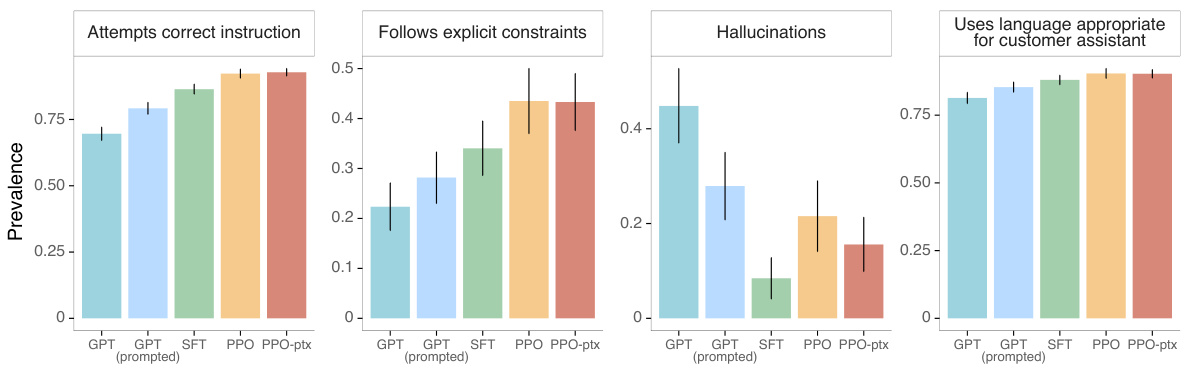 Attempts correct instruction
Follows explicit constraints
Hallucinations
Uses language appropriate
for customer assistant
Prevalence
0.75
0.50
0.25
0
GPT
GPT
(prompted)
SFT
PPO
PPO-ptx
0.5
0.4
0.3
0.2
0.1
0
GPT
GPT
(prompted)
SFT
PPO
PPO-ptx
0.4
0.2
0
GPT
GPT
(prompted)
SFT
PPO
PPO-ptx
0.75
0.50
0.25
0
GPT
GPT
(prompted)
SFT
PPO
PPO-ptx